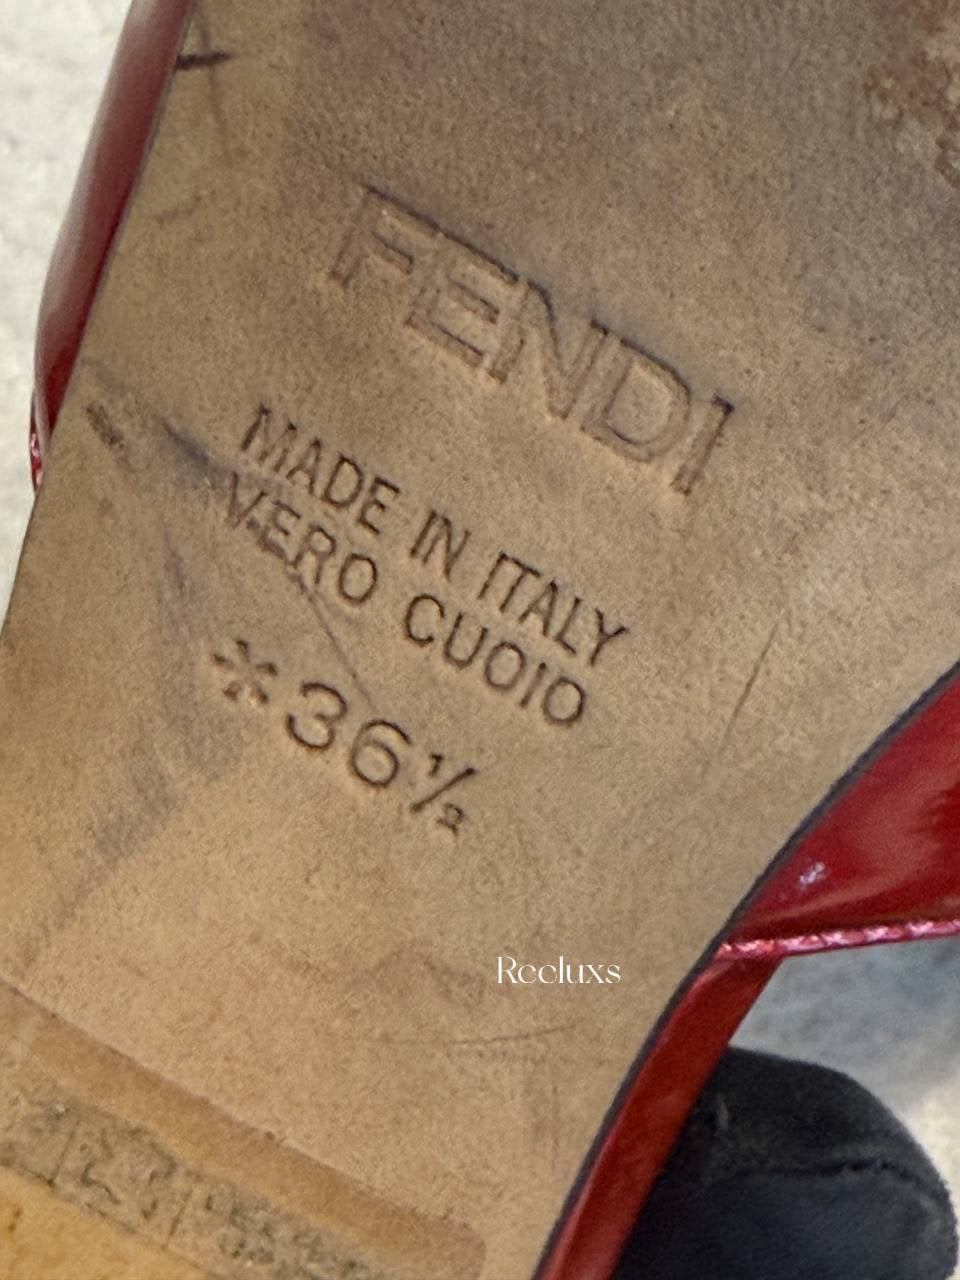 FENDI
MADE IN ITALY
VERO CUOIO
*36½
Recluxs